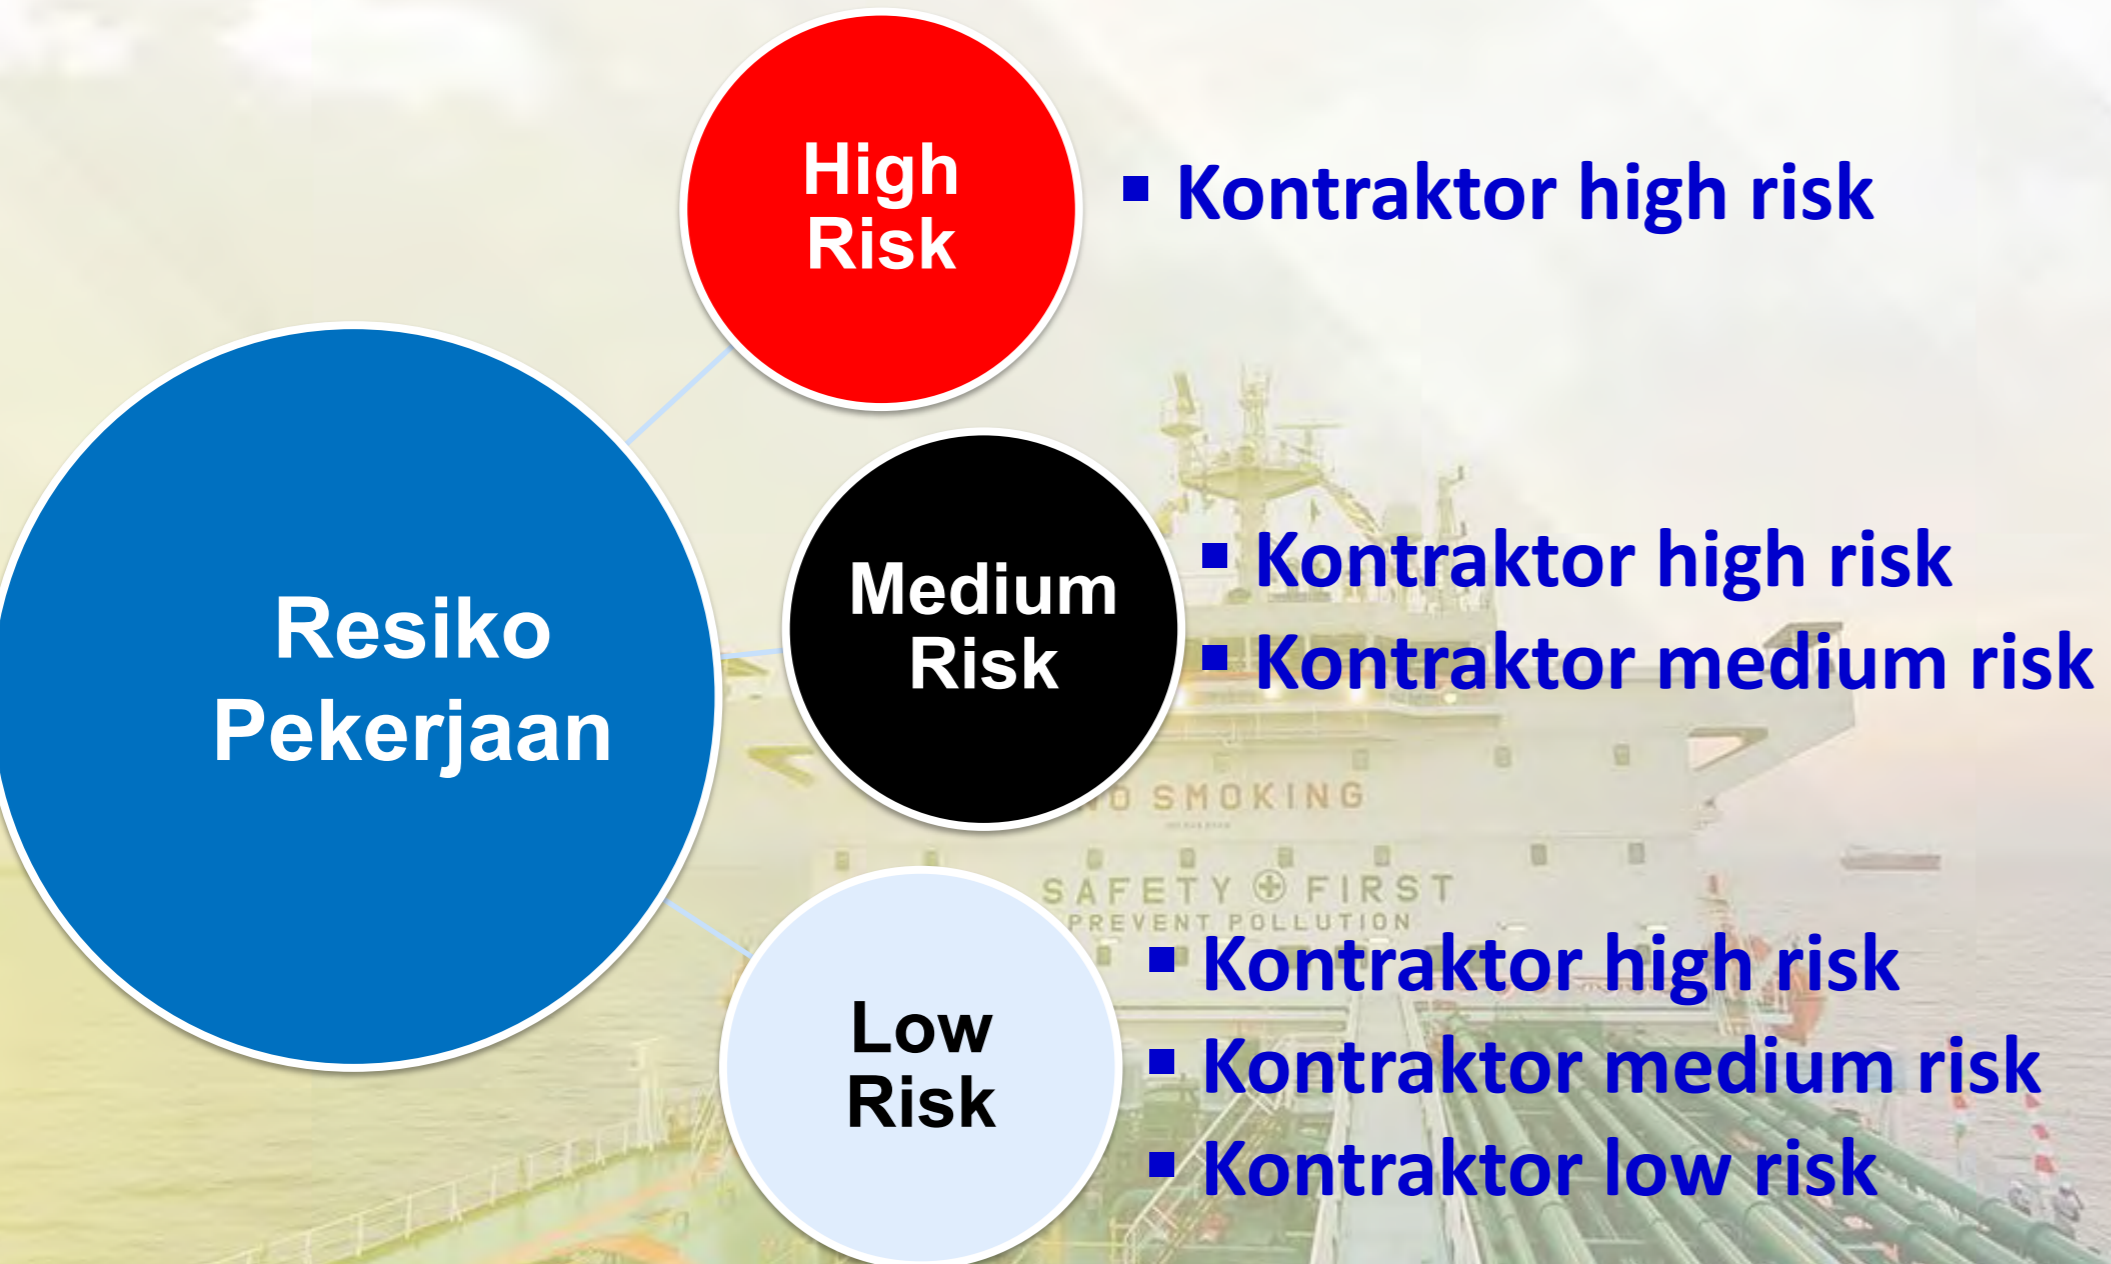 High
Risk
▪ Kontraktor high risk
Resiko
Pekerjaan
Medium
Risk
▪ Kontraktor high risk
▪ Kontraktor medium risk
NO SMOKING
SAFETY FIRST
PREVENT POLLUTION
Low
Risk
▪ Kontraktor high risk
▪ Kontraktor medium risk
▪ Kontraktor low risk